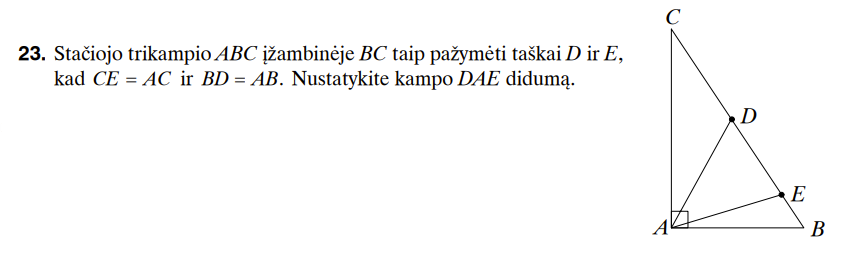 23. Stačiojo trikampio ABC įžambinėje BC taip pažymėti taškai D ir E,
kad CE = AC ir BD = AB. Nustatykite kampo DAE didumą.
C
D
E
A
B